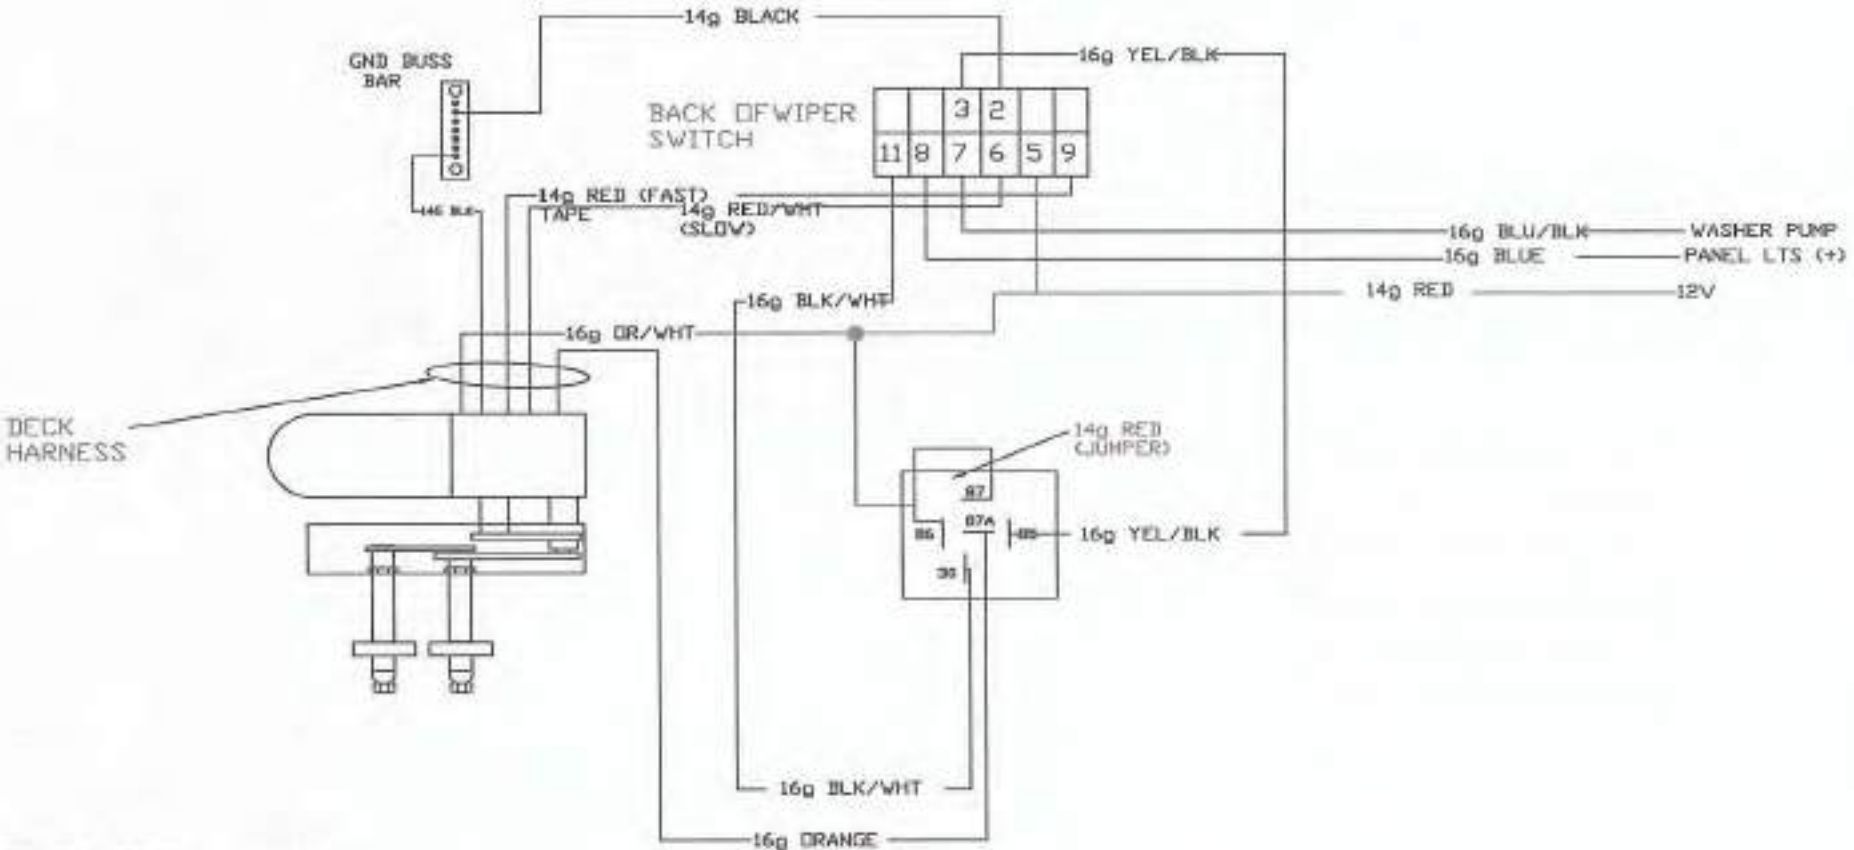 14g BLACK
GND BUSS
BAR
16g YEL/BLK
BACK OFWIPER
SWITCH
3 2
11 8 7 6 5 9
14g RED (FAST)
TAPE
14g RED/WHT
(SLOW)
14G BLK
16g BLU/BLK
WASHER PUMP
16g BLUE
PANEL LTS (+)
14g RED
12V
16g BLK/WHT
16g OR/WHT
DECK
HARNESS
14g RED
(JUMPER)
87
87A
86
85
16g YEL/BLK
30
16g BLK/WHT
16g ORANGE